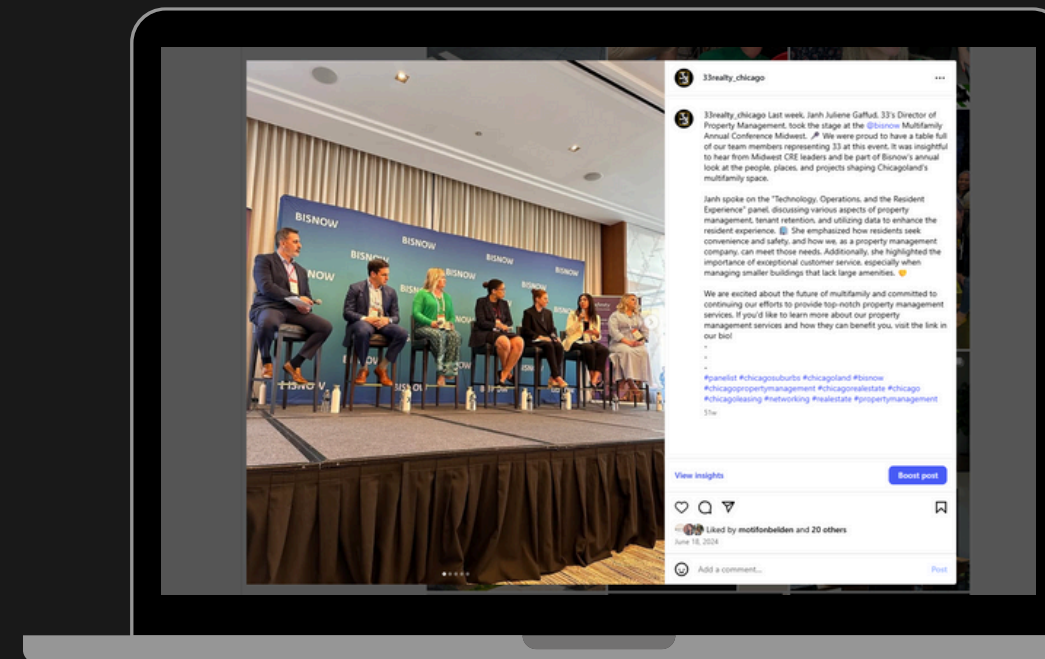 33realty_chicago
33realty_chicago Last week, Janh Juliene Gaffud, 33's Director of
Property Management, took the stage at the @bisnow Multifamily
Annual Conference Midwest. 🎤 We were proud to have a table full
of our team members representing 33 at this event. It was insightful
to hear from Midwest CRE leaders and be part of Bisnow's annual
look at the people, places, and projects shaping Chicagoland's
multifamily space.
Janh spoke on the "Technology, Operations, and the Resident
Experience" panel, discussing various aspects of property
management, tenant retention, and utilizing data to enhance the
resident experience. 🏢 She emphasized how residents seek
convenience and safety, and how we, as a property management
company, can meet those needs. Additionally, she highlighted the
importance of exceptional customer service, especially when
managing smaller buildings that lack large amenities. 🧡
We are excited about the future of multifamily and committed to
continuing our efforts to provide top-notch property management
services. If you'd like to learn more about our property
management services and how they can benefit you, visit the link in
our bio!
.
.
.
#panelist #chicagosuburbs #chicagoland #bisnow
#chicagopropertymanagement #chicagorealestate #chicago
#chicagoleasing #networking #realestate #propertymanagement
51w
View insights
Boost post
Liked by motifonbelden and 20 others
June 18, 2024
Add a comment...
Post
BISNOW
BISNOW
BISNOW
BISNOW
BISNOW
BISNOW